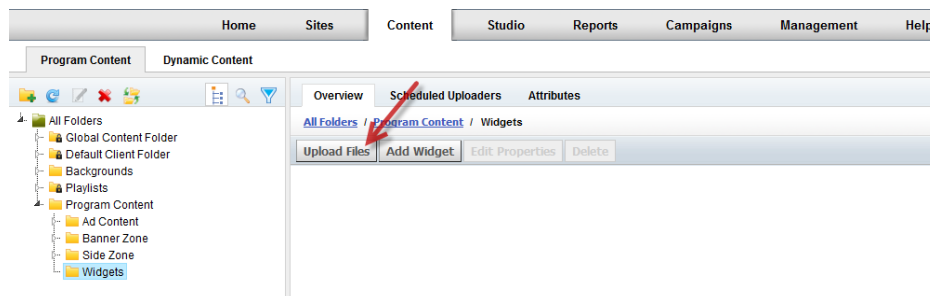 Home Sites Content Studio Reports Campaigns Management Help
Program Content Dynamic Content
Overview Scheduled Uploaders Attributes
All Folders / Program Content / Widgets
Upload Files Add Widget Edit Properties Delete
All Folders
Global Content Folder
Default Client Folder
Backgrounds
Playlists
Program Content
Ad Content
Banner Zone
Side Zone
Widgets